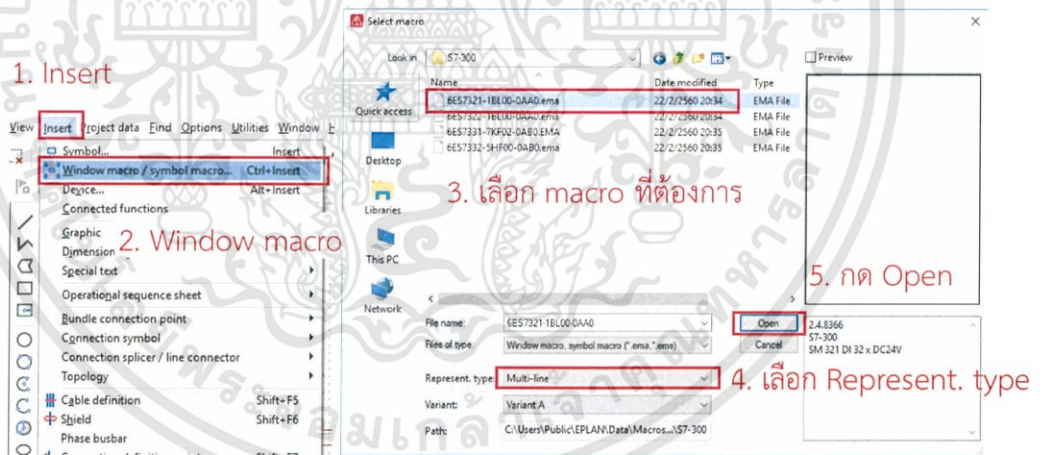 1. Insert
View Insert Project data Find Options Utilities Window
Symbol... Insert
Window macro / symbol macro... Ctrl+Insert
Device... Alt+Insert
Connected functions
Graphic
2. Window macro
Dimension
Special text
Operational sequence sheet
Bundle connection point
Connection symbol
Connection splicer / line connector
Topology
Cable definition Shift+F5
Shield Shift+F6
Phase busbar
Select macro
Look in: S7-300
Preview
Name Date modified Type
6ES7321-1BL00-0AA0.ema 22/2/2560 20:34 EMA File
6ES7322-1BL00-0AA0.ema 22/2/2560 20:34 EMA File
6ES7331-7KF02-0AB0.EMA 22/2/2560 20:35 EMA File
6ES7332-5HF00-0AB0.ema 22/2/2560 20:35 EMA File
Quick access
Desktop
Libraries
This PC
Network
3. เลือก macro ที่ต้องการ
5. กด Open
File name: 6ES7321-1BL00-0AA0 Open
Files of type: Window macro, symbol macro (*.ema,*.ems) Cancel
2.4.8366
S7-300
SM 321 DI 32 x DC24V
Represent. type: Multi-line
4. เลือก Represent. type
Variant: Variant A
Path: C:\Users\Public\EPLAN\Data\Macros...\S7-300